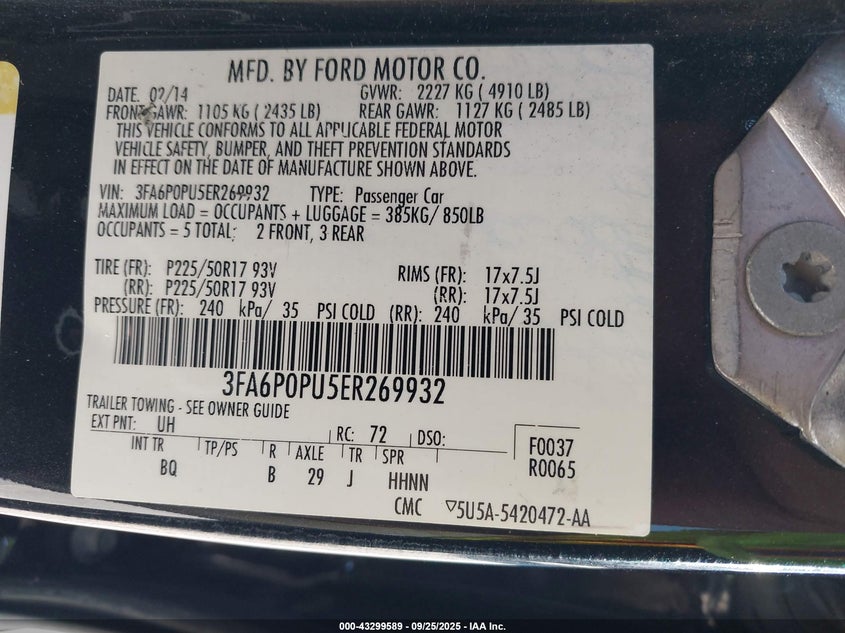 MFD. BY FORD MOTOR CO.
DATE: 02/14 GVWR: 2227 KG ( 4910 LB)
FRONT GAWR: 1105 KG ( 2435 LB) REAR GAWR: 1127 KG ( 2485 LB)
THIS VEHICLE CONFORMS TO ALL APPLICABLE FEDERAL MOTOR
VEHICLE SAFETY, BUMPER, AND THEFT PREVENTION STANDARDS
IN EFFECT ON THE DATE OF MANUFACTURE SHOWN ABOVE.
VIN: 3FA6P0PU5ER269932 TYPE: Passenger Car
MAXIMUM LOAD = OCCUPANTS + LUGGAGE = 385KG/ 850LB
OCCUPANTS = 5 TOTAL: 2 FRONT, 3 REAR
TIRE (FR): P225/50R17 93V RIMS (FR): 17x7.5J
(RR): P225/50R17 93V (RR): 17x7.5J
PRESSURE (FR): 240 kPa/ 35 PSI COLD (RR): 240 kPa/ 35 PSI COLD
3FA6P0PU5ER269932
TRAILER TOWING - SEE OWNER GUIDE
EXT PNT: UH RC: 72 DSO: F0037
INT TR TP/PS R AXLE TR SPR R0065
BQ B 29 J HHNN
CMC ▽5U5A-5420472-AA
000-43299589 - 09/25/2025 - IAA Inc.